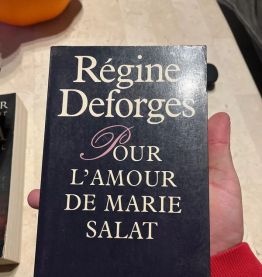 Régine
Deforges
POUR
L'AMOUR
DE MARIE
SALAT